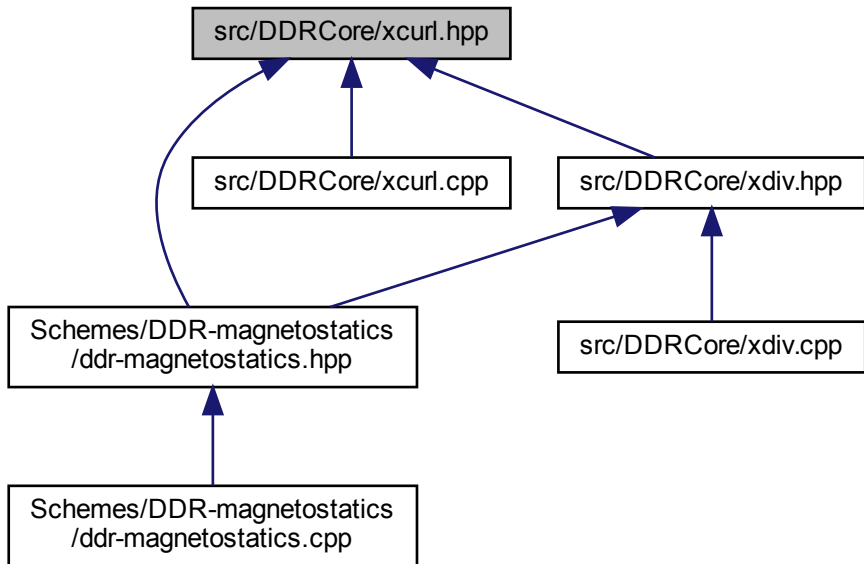 src/DDRCore/xcurl.hpp
src/DDRCore/xcurl.cpp
src/DDRCore/xdiv.hpp
Schemes/DDR-magnetostatics
/ddr-magnetostatics.hpp
src/DDRCore/xdiv.cpp
Schemes/DDR-magnetostatics
/ddr-magnetostatics.cpp